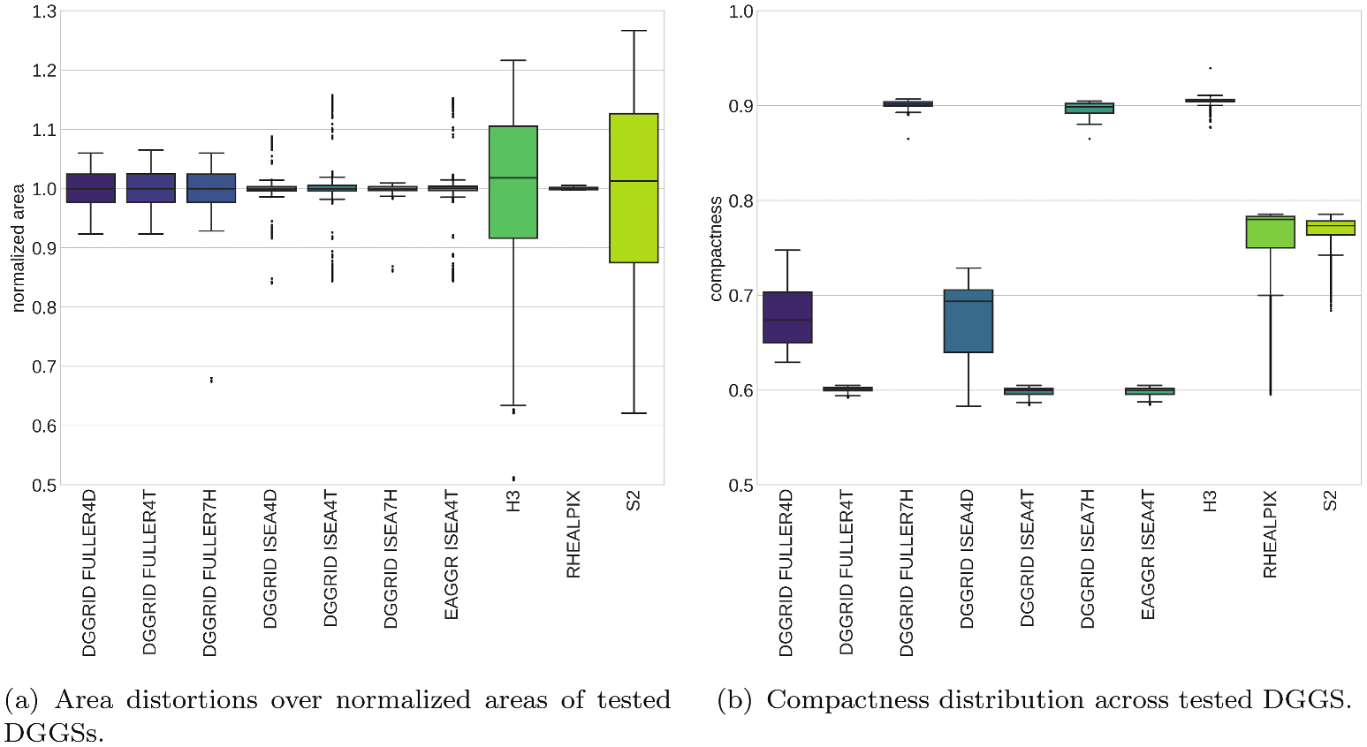 1.3
1.2
1.1
1.0
0.9
0.8
0.7
0.6
0.5
normalized area
DGGRID FULLER4D
DGGRID FULLER4T
DGGRID FULLER7H
DGGRID ISEA4D
DGGRID ISEA4T
DGGRID ISEA7H
EAGGR ISEA4T
H3
RHEALPIX
S2
(a) Area distortions over normalized areas of tested
DGGSs.
1.0
0.9
0.8
0.7
0.6
0.5
compactness
DGGRID FULLER4D
DGGRID FULLER4T
DGGRID FULLER7H
DGGRID ISEA4D
DGGRID ISEA4T
DGGRID ISEA7H
EAGGR ISEA4T
H3
RHEALPIX
S2
(b) Compactness distribution across tested DGGS.